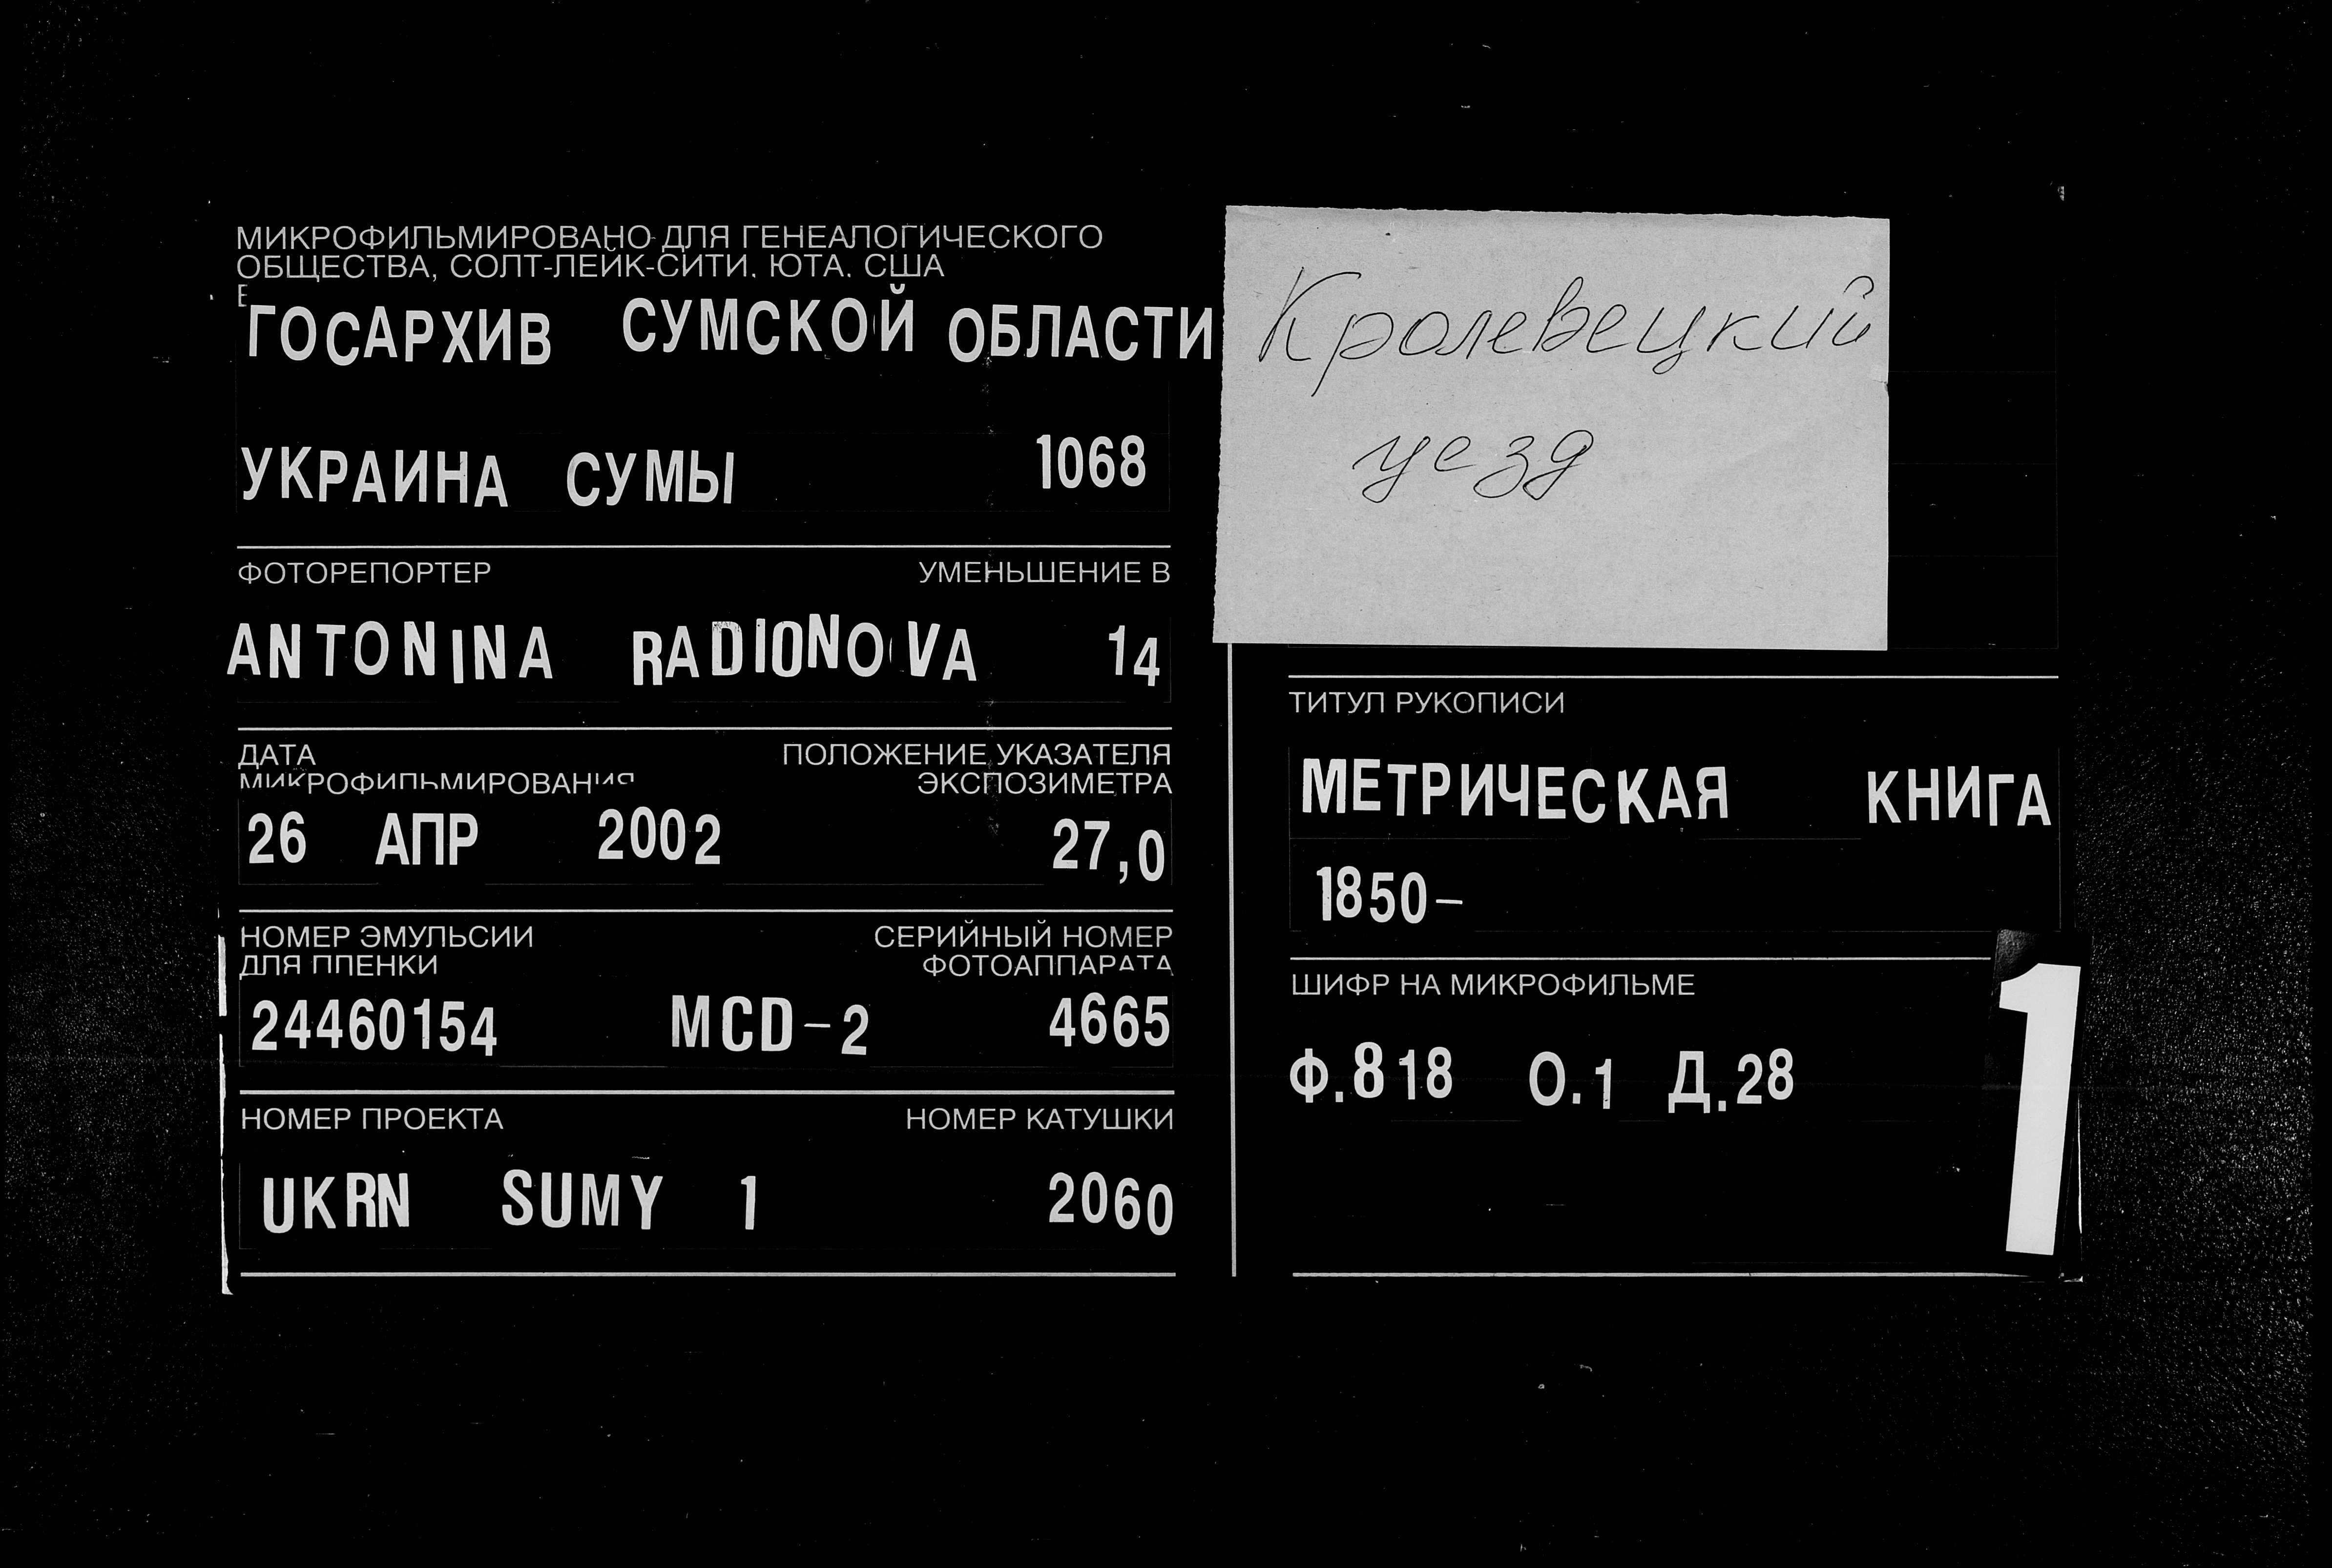 МИКРОФИЛЬМИРОВАНО ДЛЯ ГЕНЕАЛОГИЧЕСКОГО
ОБЩЕСТВА, СОЛТ-ЛЕЙК-СИТИ, ЮТА, США
ГОСАРХИВ СУМСКОЙ ОБЛАСТИ
УКРАИНА СУМЫ 1068
ФОТОРЕПОРТЕР УМЕНЬШЕНИЕ В
ANTONINA RADIONOVA 14
ДАТА ПОЛОЖЕНИЕ УКАЗАТЕЛЯ
МИКРОФИЛЬМИРОВАНИЯ ЭКСПОЗИМЕТРА
26 АПР 2002 27,0
НОМЕР ЭМУЛЬСИИ СЕРИЙНЫЙ НОМЕР
ДЛЯ ПЛЕНКИ ФОТОАППАРАТА
24460154 MCD-2 4665
НОМЕР ПРОЕКТА НОМЕР КАТУШКИ
UKRN SUMY 1 2060
Кролевецкий
уезд
ТИТУЛ РУКОПИСИ
МЕТРИЧЕСКАЯ КНИГА
1850-
ШИФР НА МИКРОФИЛЬМЕ
Ф.818 О.1 Д.28
1